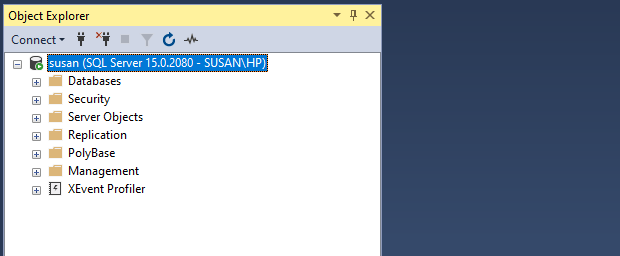 Object Explorer
Connect
susan (SQL Server 15.0.2080 - SUSAN\HP)
Databases
Security
Server Objects
Replication
PolyBase
Management
XEvent Profiler